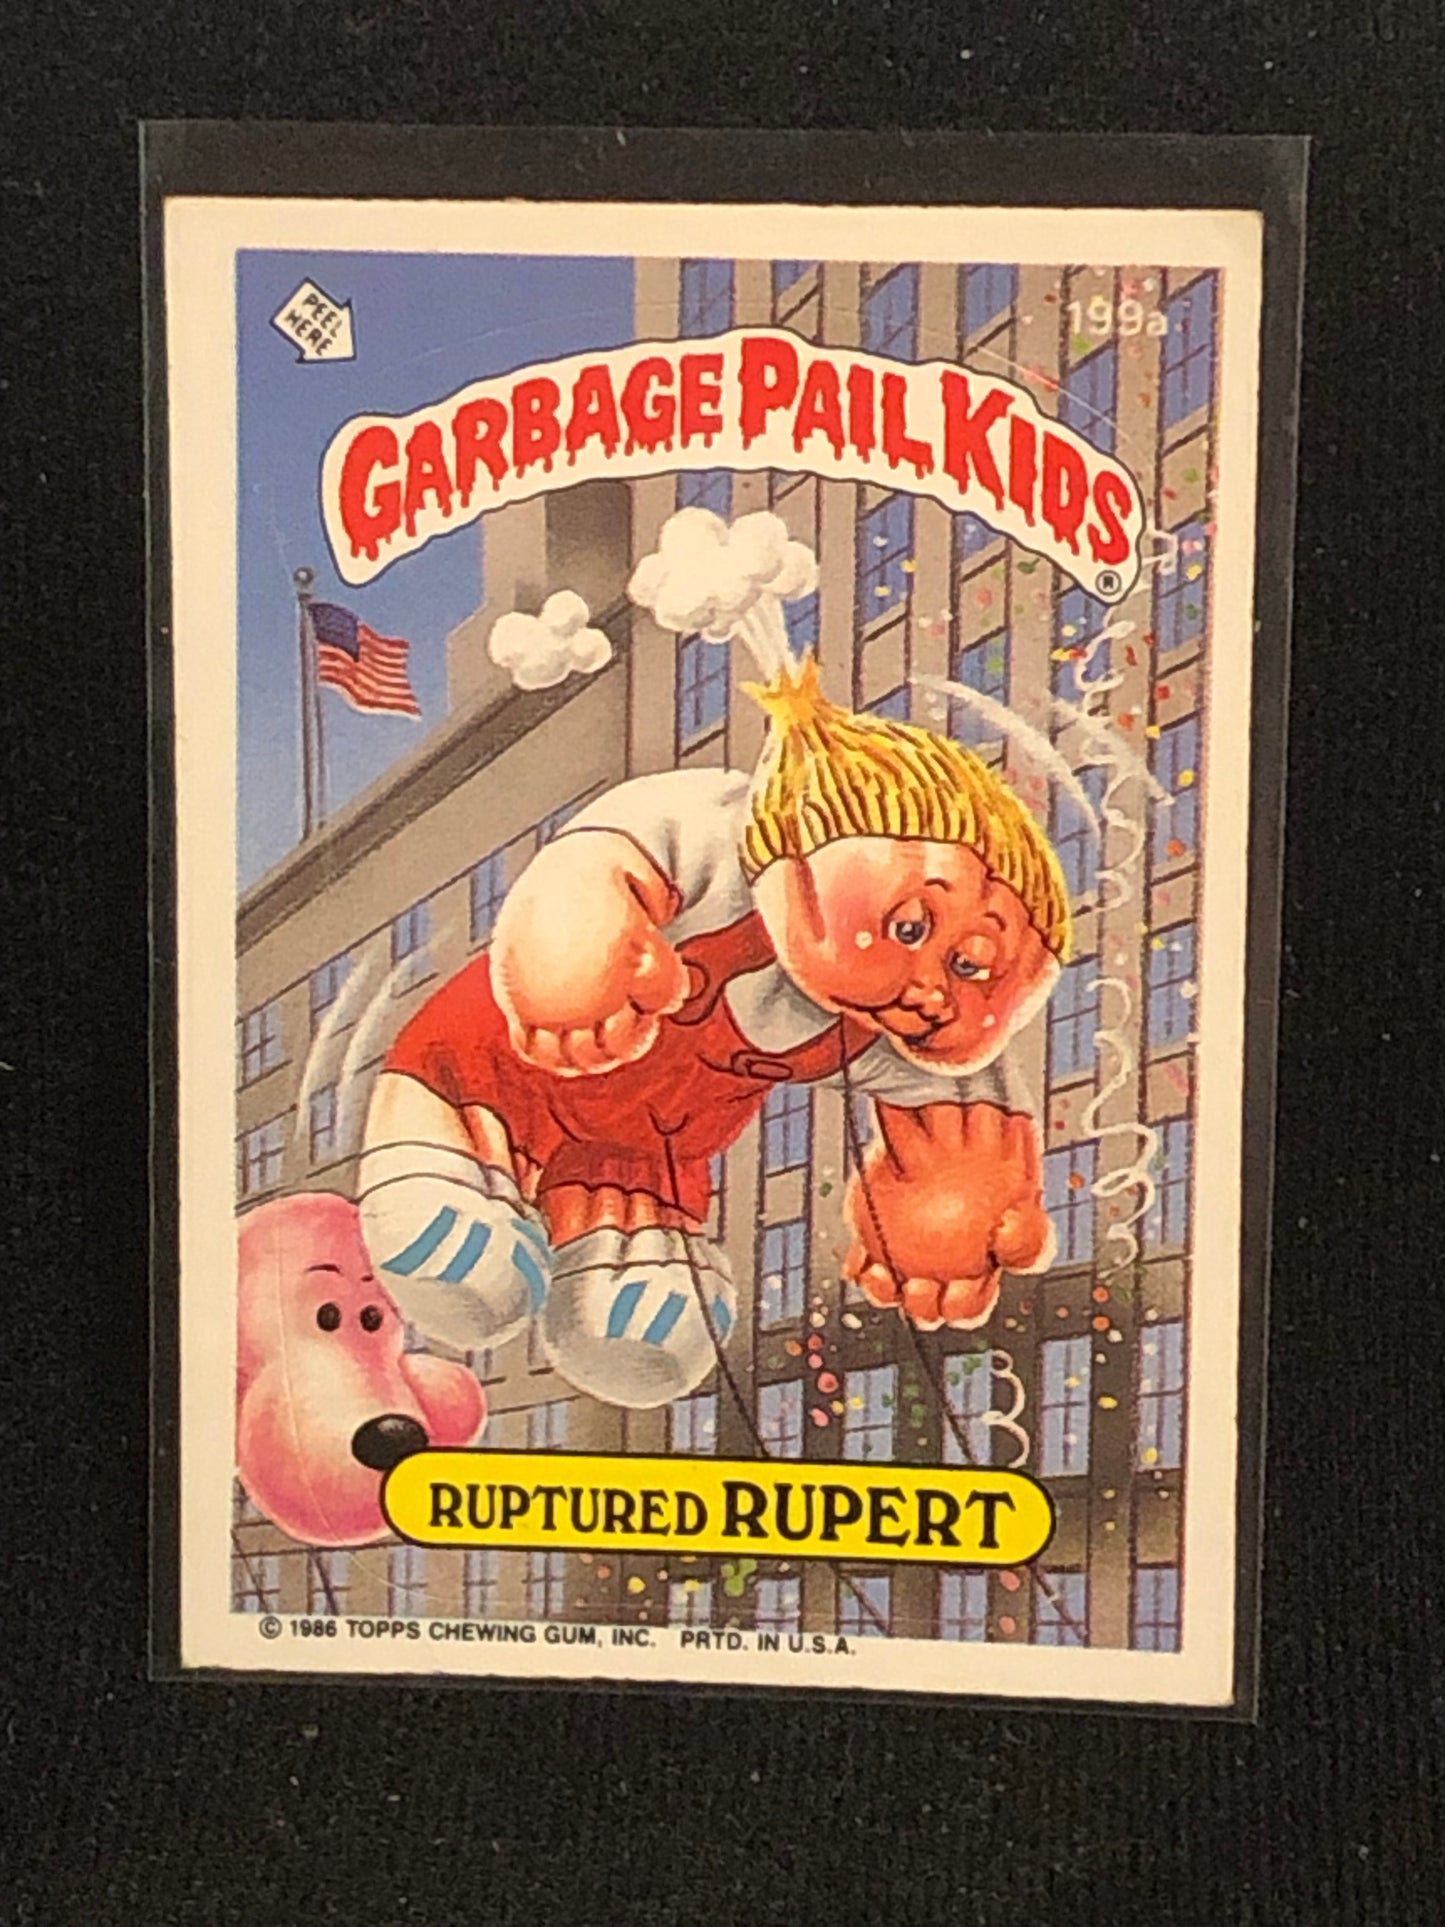 PEEL
HERE
199a
GARBAGE PAIL KIDS
®
RUPTURED RUPERT
© 1986 TOPPS CHEWING GUM, INC. PRTD. IN U.S.A.